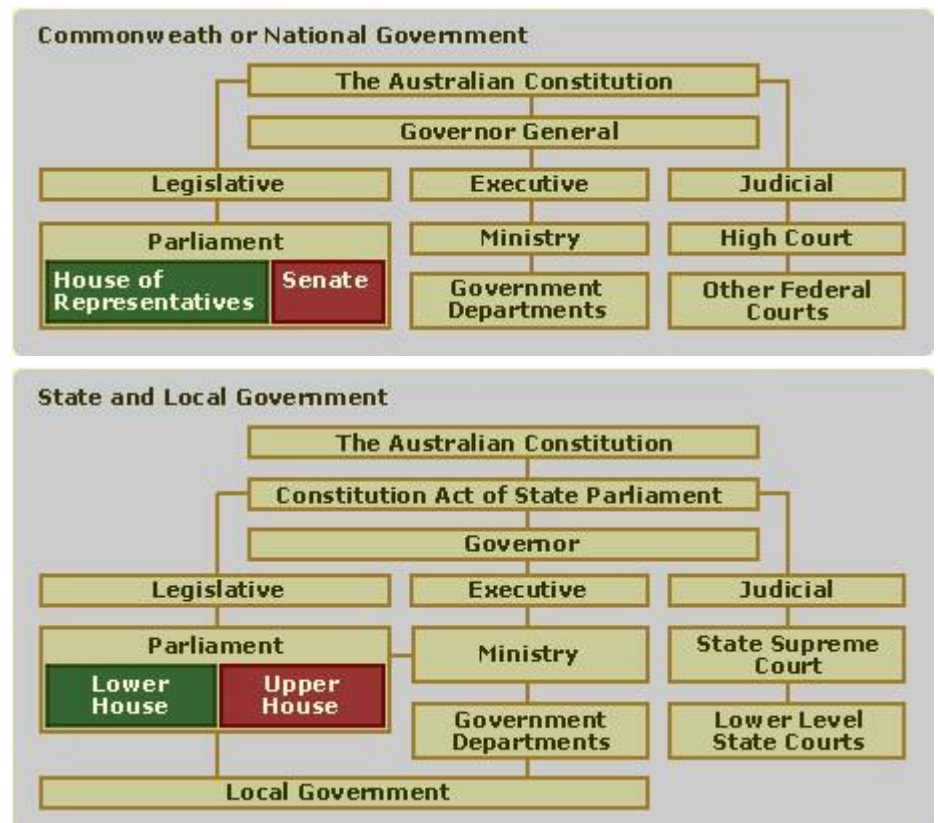 Commonweath or National Government
The Australian Constitution
Governor General
Legislative
Executive
Judicial
Parliament
House of
Representatives
Senate
Ministry
High Court
Government
Departments
Other Federal
Courts
State and Local Government
The Australian Constitution
Constitution Act of State Parliament
Governor
Legislative
Executive
Judicial
Parliament
Lower
House
Upper
House
Ministry
State Supreme
Court
Government
Departments
Lower Level
State Courts
Local Government